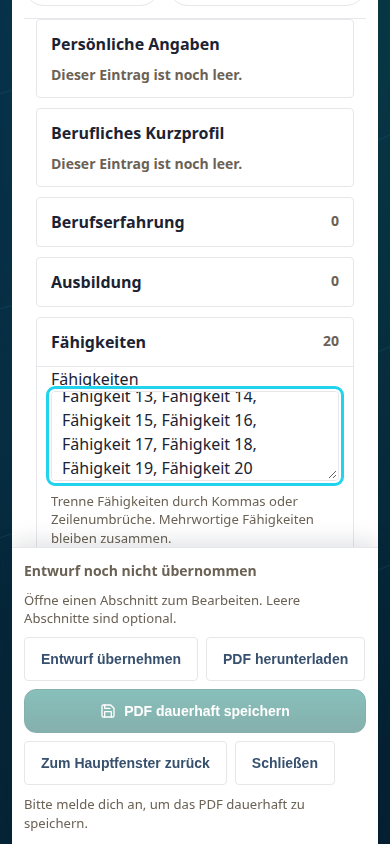 Persönliche Angaben
Dieser Eintrag ist noch leer.
Berufliches Kurzprofil
Dieser Eintrag ist noch leer.
Berufserfahrung 0
Ausbildung 0
Fähigkeiten 20
Fähigkeiten
Fähigkeit 13, Fähigkeit 14,
Fähigkeit 15, Fähigkeit 16,
Fähigkeit 17, Fähigkeit 18,
Fähigkeit 19, Fähigkeit 20
Trenne Fähigkeiten durch Kommas oder
Zeilenumbrüche. Mehrwortige Fähigkeiten
bleiben zusammen.
Entwurf noch nicht übernommen
Öffne einen Abschnitt zum Bearbeiten. Leere
Abschnitte sind optional.
Entwurf übernehmen PDF herunterladen
PDF dauerhaft speichern
Zum Hauptfenster zurück Schließen
Bitte melde dich an, um das PDF dauerhaft zu
speichern.